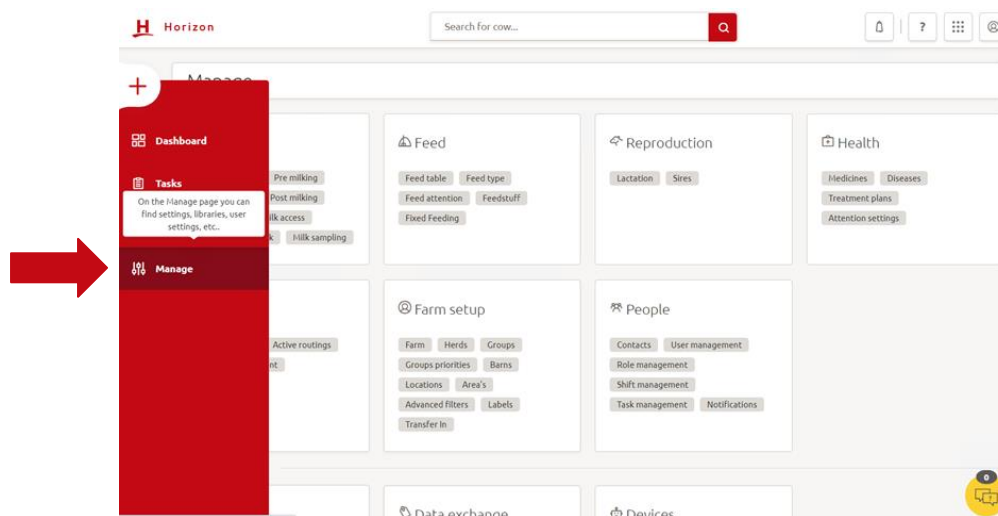 Horizon
Search for cow...
?
Manage
Dashboard
Tasks
On the Manage page you can
find settings, libraries, user
settings, etc..
Manage
Pre milking
Post milking
access
Milk sampling
Feed
Feed table Feed type
Feed attention Feedstuff
Fixed Feeding
Reproduction
Lactation Sires
Health
Medicines Diseases
Treatment plans
Attention settings
Active routings
Farm setup
Farm Herds Groups
Groups priorities Barns
Locations Area's
Advanced filters Labels
Transfer In
People
Contacts User management
Role management
Shift management
Task management Notifications
0
Data exchange
Devices